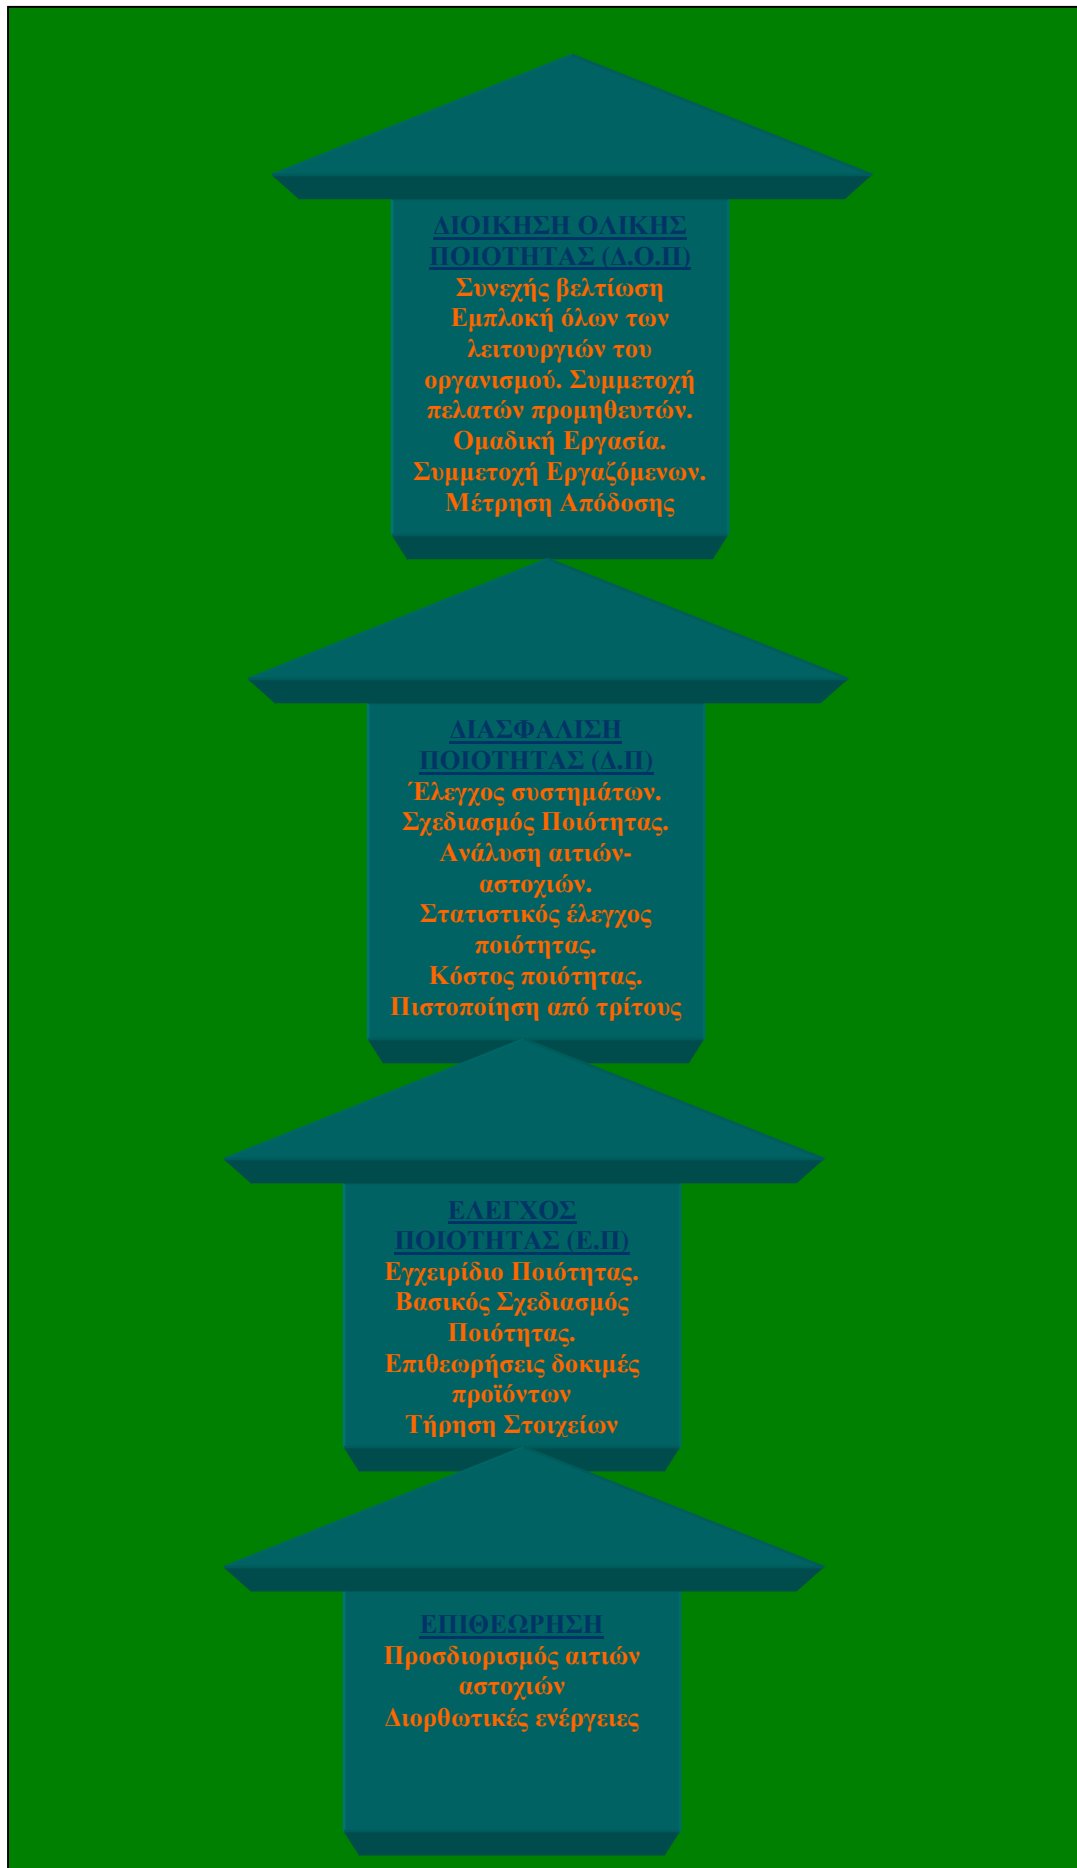 ΔΙΟΙΚΗΣΗ ΟΛΙΚΗΣ
ΠΟΙΟΤΗΤΑΣ (Δ.Ο.Π)
Συνεχής βελτίωση
Εμπλοκή όλων των
λειτουργιών του
οργανισμού. Συμμετοχή
πελατών προμηθευτών.
Ομαδική Εργασία.
Συμμετοχή Εργαζόμενων.
Μέτρηση Απόδοσης
ΔΙΑΣΦΑΛΙΣΗ
ΠΟΙΟΤΗΤΑΣ (Δ.Π)
Έλεγχος συστημάτων.
Σχεδιασμός Ποιότητας.
Ανάλυση αιτιών-
αστοχιών.
Στατιστικός έλεγχος
ποιότητας.
Κόστος ποιότητας.
Πιστοποίηση από τρίτους
ΕΛΕΓΧΟΣ
ΠΟΙΟΤΗΤΑΣ (Ε.Π)
Εγχειρίδιο Ποιότητας.
Βασικός Σχεδιασμός
Ποιότητας.
Επιθεωρήσεις δοκιμές
προϊόντων
Τήρηση Στοιχείων
ΕΠΙΘΕΩΡΗΣΗ
Προσδιορισμός αιτιών
αστοχιών
Διορθωτικές ενέργειες